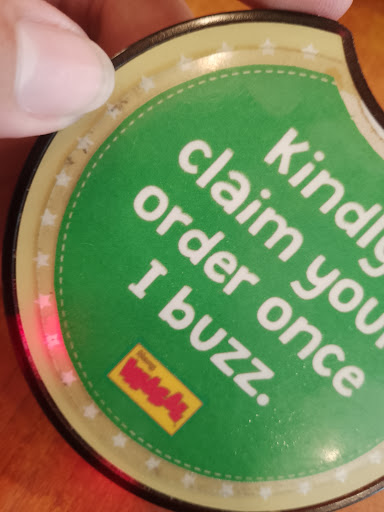 Kindly
claim your
order once
I buzz.